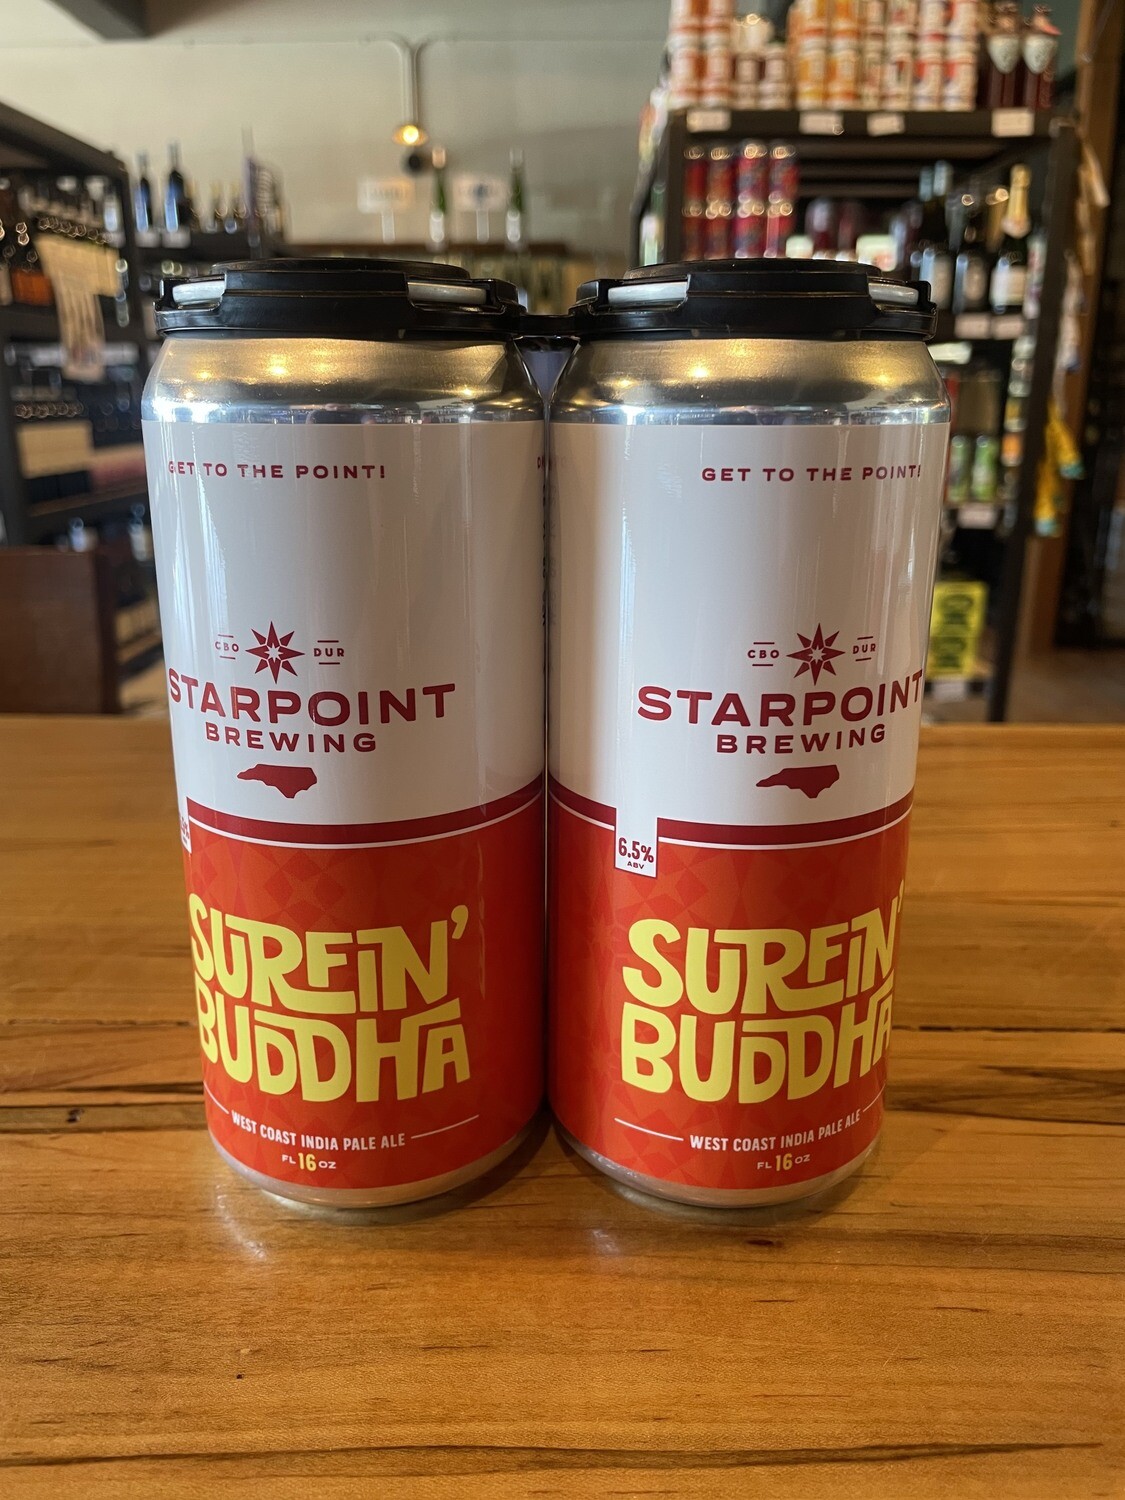 GET TO THE POINT!
CBO DUR
STARPOINT
BREWING
SURFIN'
BUDDHA
WEST COAST INDIA PALE ALE
FL 16 OZ
GET TO THE POINT!
CBO DUR
STARPOINT
BREWING
6.5%
ABV
SURFIN'
BUDDHA
WEST COAST INDIA PALE ALE
FL 16 OZ